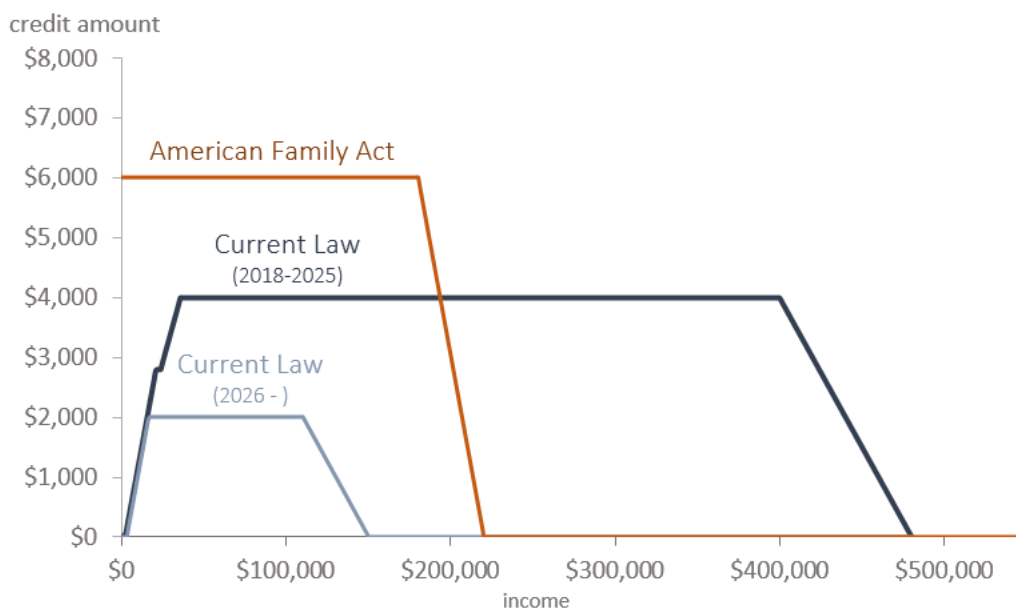 credit amount
$8,000
$7,000
American Family Act
$6,000
$5,000
Current Law
(2018-2025)
$4,000
$3,000
Current Law
(2026 - )
$2,000
$1,000
$0
$0 $100,000 $200,000 $300,000 $400,000 $500,000
income